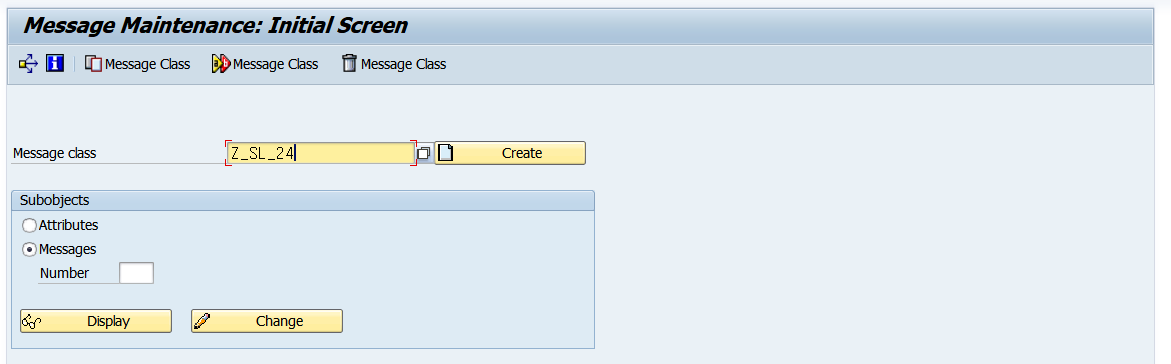 Message Maintenance: Initial Screen
Message Class Message Class Message Class
Message class Z_SL_24 Create
Subobjects
Attributes
Messages
Number
Display Change